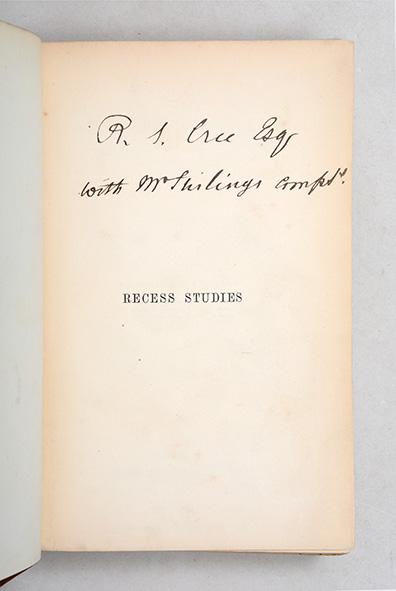 R. S. Cree Esq
with Mr Stirlings compts.
RECESS STUDIES